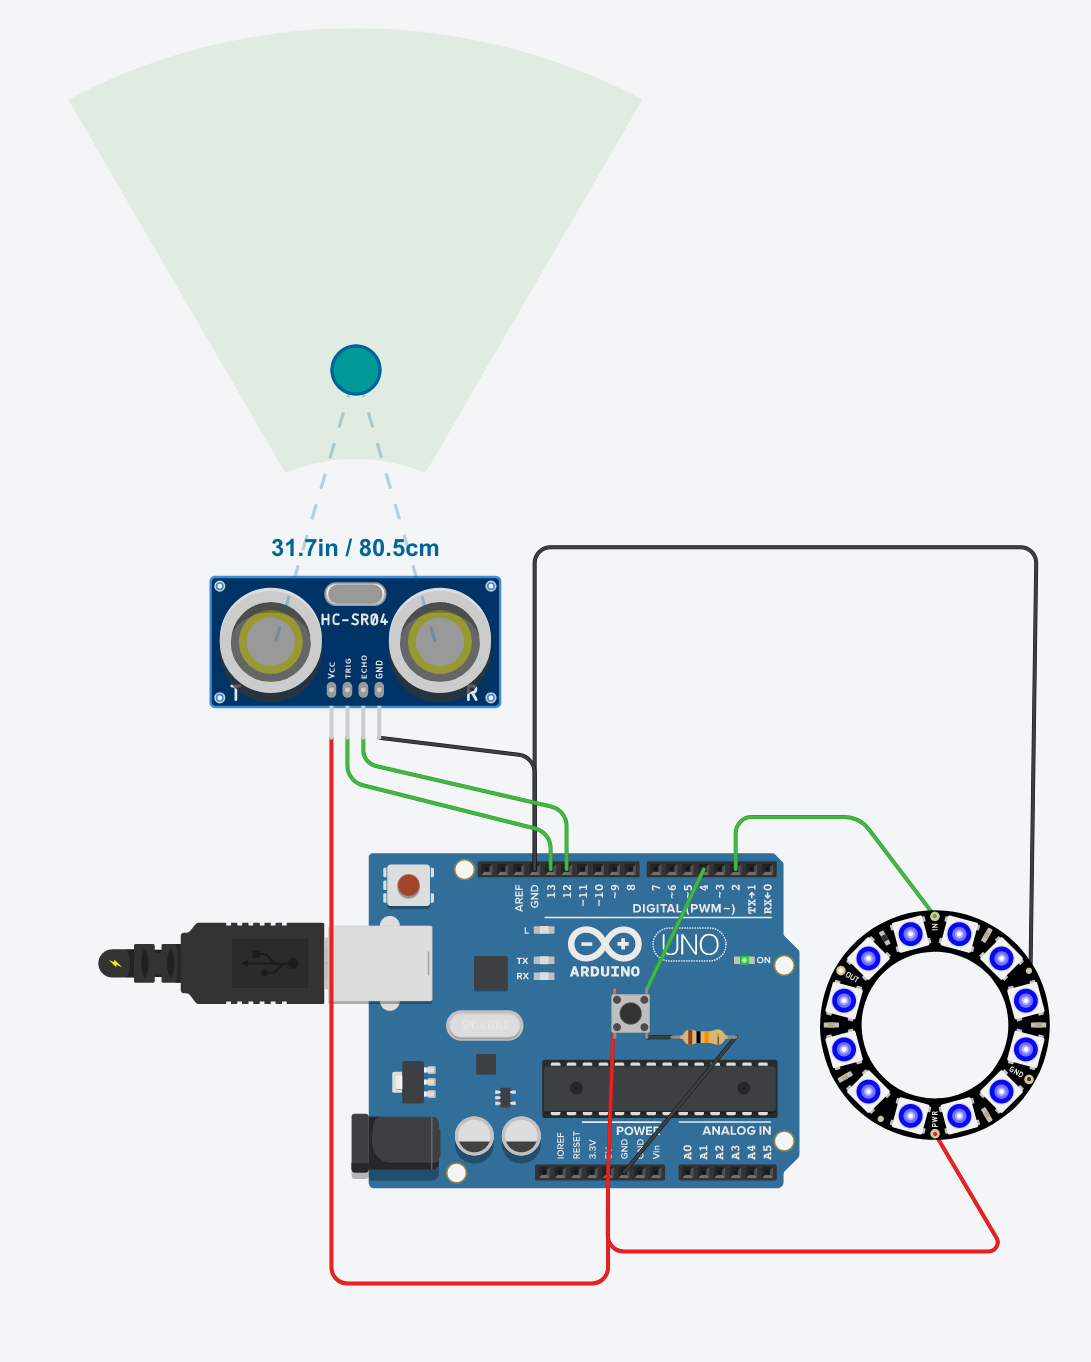 31.7in / 80.5cm
HC-SR04
VCC
TRIG
ECHO
GND
T
R
AREF
GND
13
12
~11
~10
~9
8
7
~6
~5
4
~3
2
TX→1
RX←0
DIGITAL (PWM~)
L
TX
RX
ARDUINO
UNO
ON
IN
OUT
GND
PWR
POWER
ANALOG IN
IOREF
RESET
3.3V
GND
GND
Vin
A0
A1
A2
A3
A4
A5